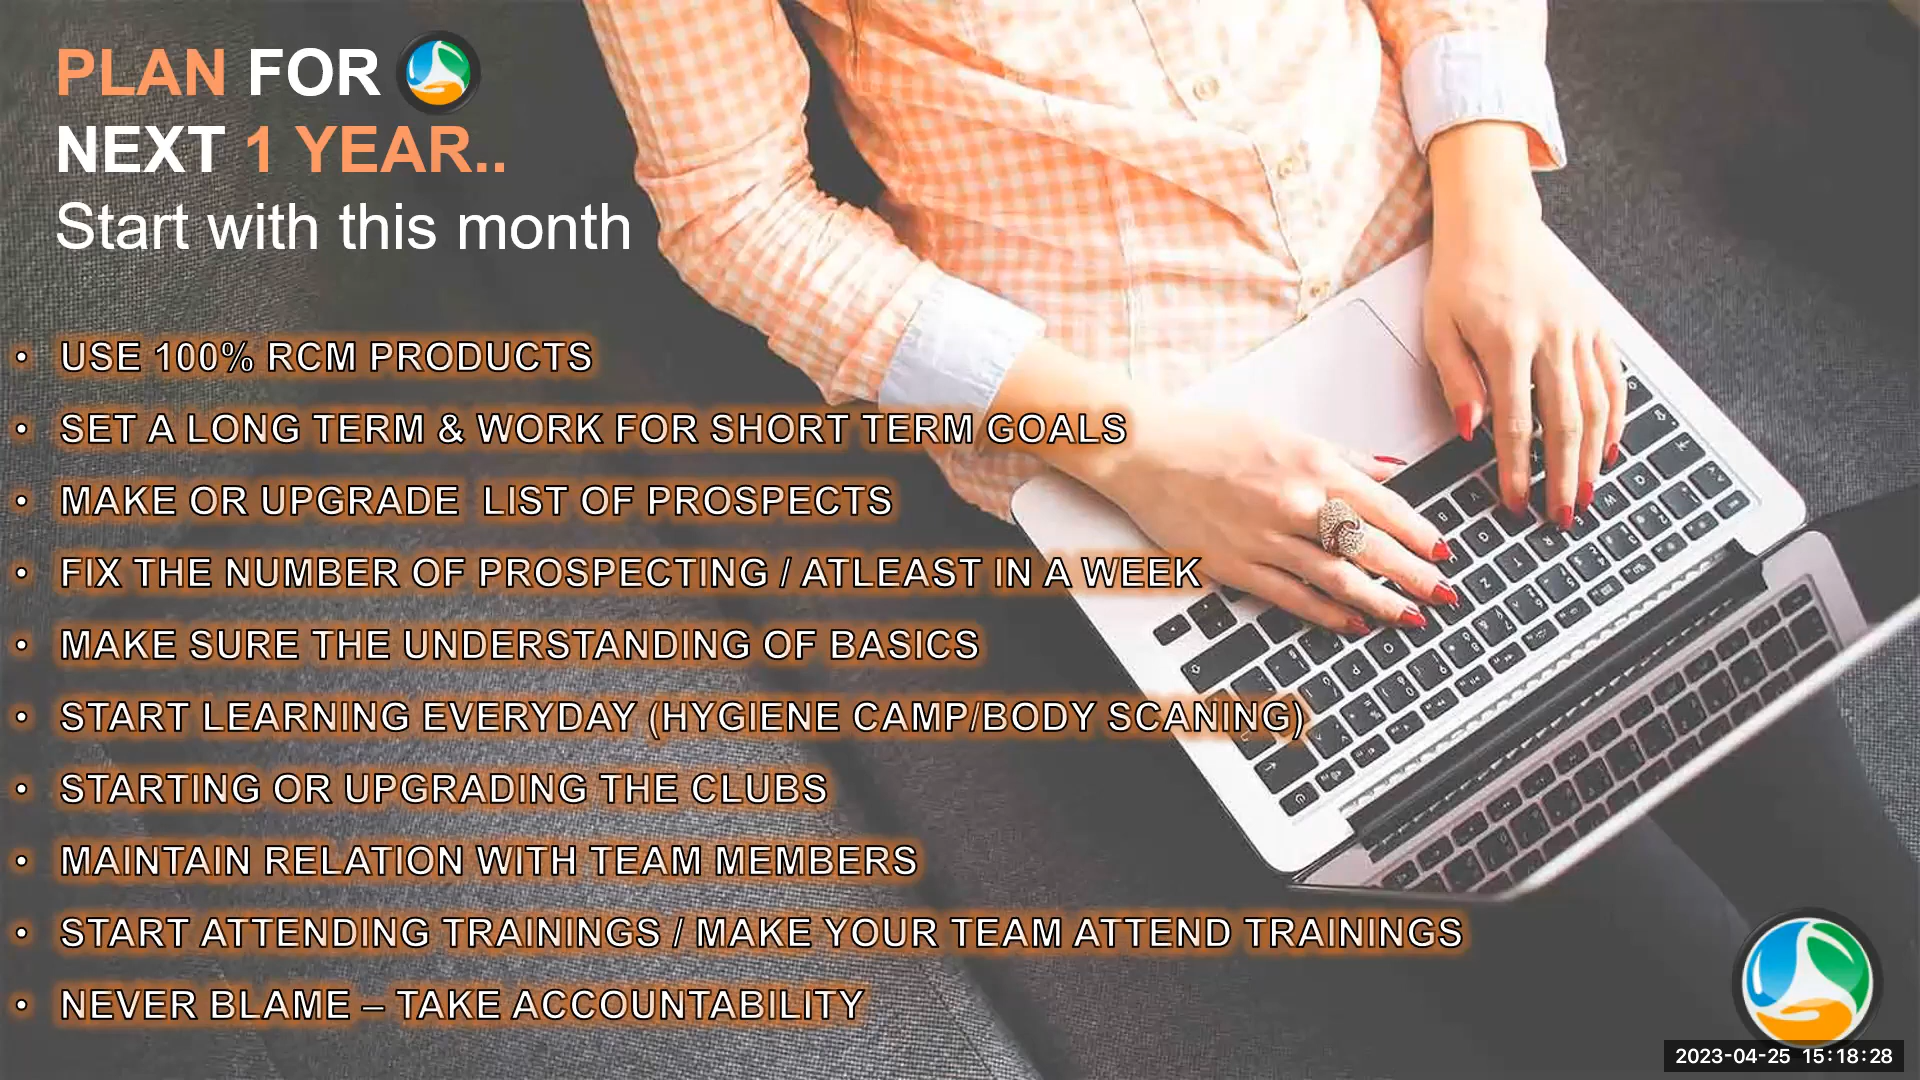 PLAN FOR
NEXT 1 YEAR..
Start with this month
• USE 100% RCM PRODUCTS
• SET A LONG TERM & WORK FOR SHORT TERM GOALS
• MAKE OR UPGRADE  LIST OF PROSPECTS
• FIX THE NUMBER OF PROSPECTING / ATLEAST IN A WEEK
• MAKE SURE THE UNDERSTANDING OF BASICS
• START LEARNING EVERYDAY (HYGIENE CAMP/BODY SCANING)
• STARTING OR UPGRADING THE CLUBS
• MAINTAIN RELATION WITH TEAM MEMBERS
• START ATTENDING TRAININGS / MAKE YOUR TEAM ATTEND TRAININGS
• NEVER BLAME – TAKE ACCOUNTABILITY
2023-04-25 15:18:28